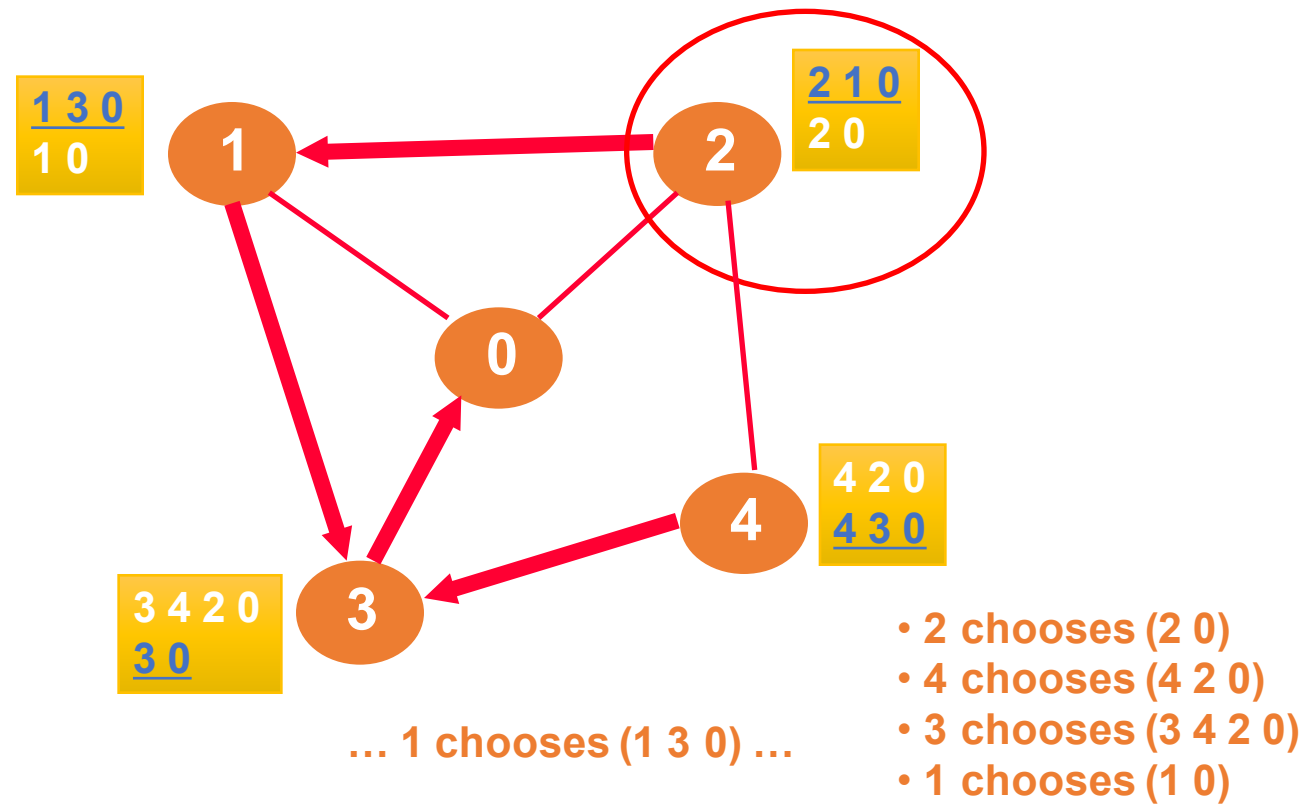 1 3 0
1 0
1
2
2 1 0
2 0
0
4
4 2 0
4 3 0
3 4 2 0
3 0
3
… 1 chooses (1 3 0) …
• 2 chooses (2 0)
• 4 chooses (4 2 0)
• 3 chooses (3 4 2 0)
• 1 chooses (1 0)